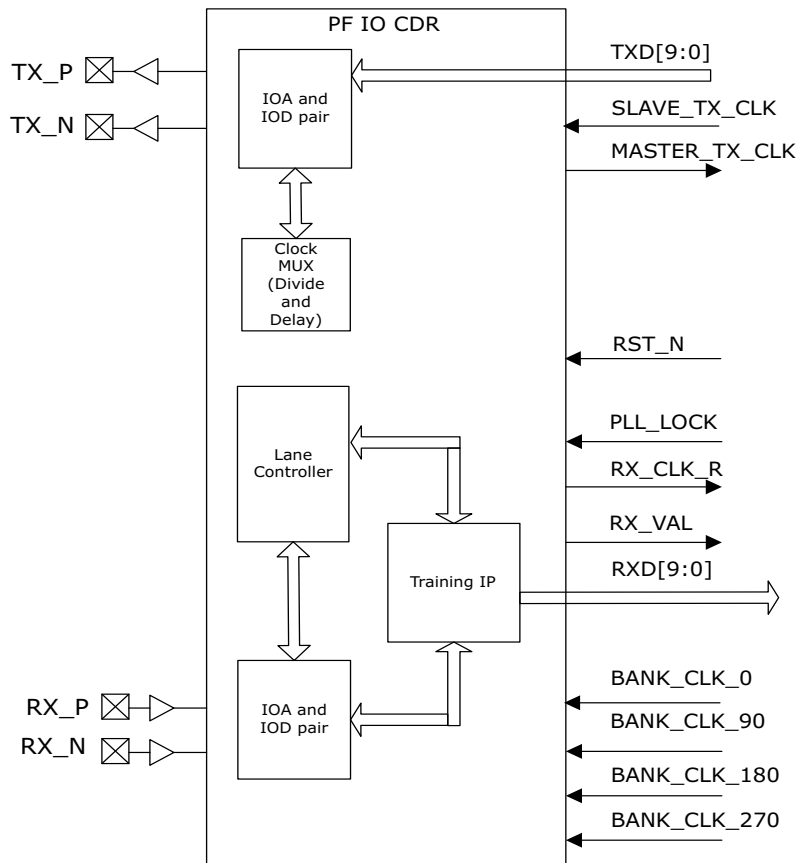 PF IO CDR
TX_P
TX_N
IOA and
IOD pair
TXD[9:0]
SLAVE_TX_CLK
MASTER_TX_CLK
Clock
MUX
(Divide
and
Delay)
RST_N
Lane
Controller
PLL_LOCK
RX_CLK_R
RX_VAL
RXD[9:0]
Training IP
RX_P
RX_N
IOA and
IOD pair
BANK_CLK_0
BANK_CLK_90
BANK_CLK_180
BANK_CLK_270